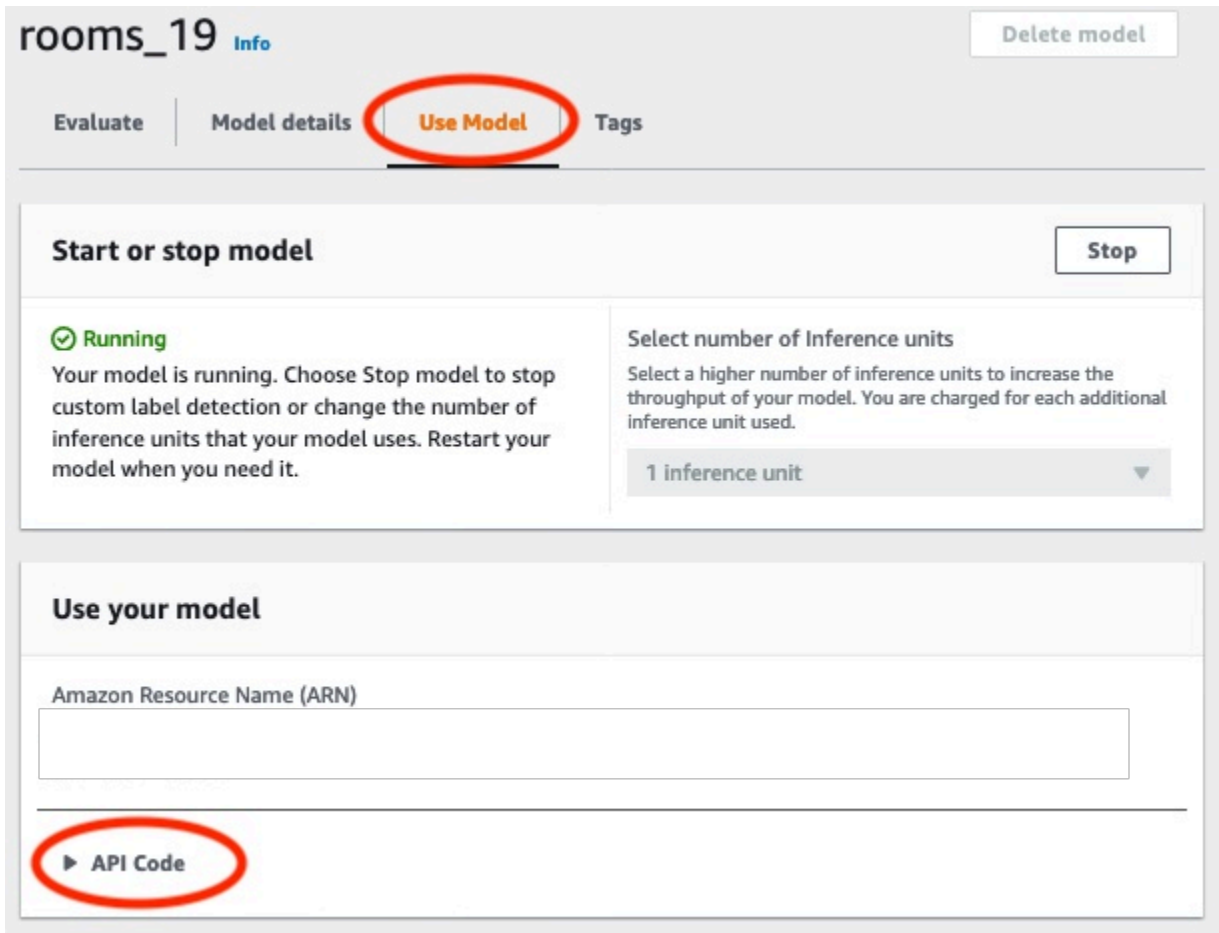 rooms_19 Info
Delete model
Evaluate
Model details
Use Model
Tags
Start or stop model
Stop
Running
Your model is running. Choose Stop model to stop
custom label detection or change the number of
inference units that your model uses. Restart your
model when you need it.
Select number of Inference units
Select a higher number of inference units to increase the
throughput of your model. You are charged for each additional
inference unit used.
1 inference unit
Use your model
Amazon Resource Name (ARN)
API Code